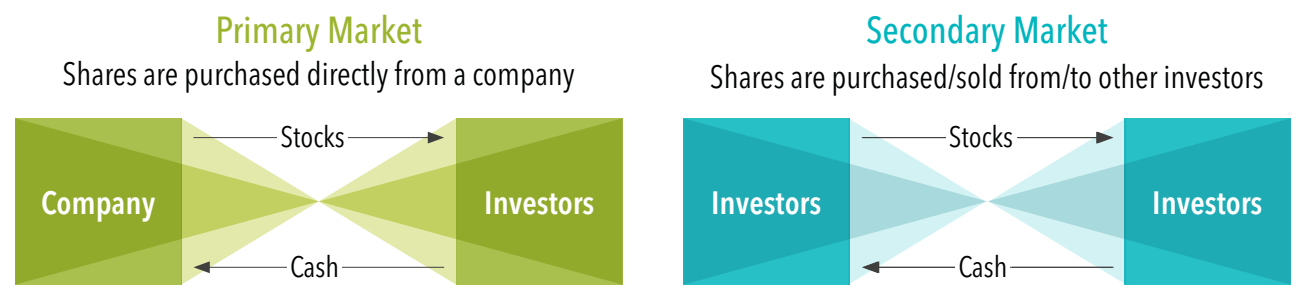 Primary Market
Shares are purchased directly from a company
Stocks
Company
Investors
Cash
Secondary Market
Shares are purchased/sold from/to other investors
Stocks
Investors
Investors
Cash